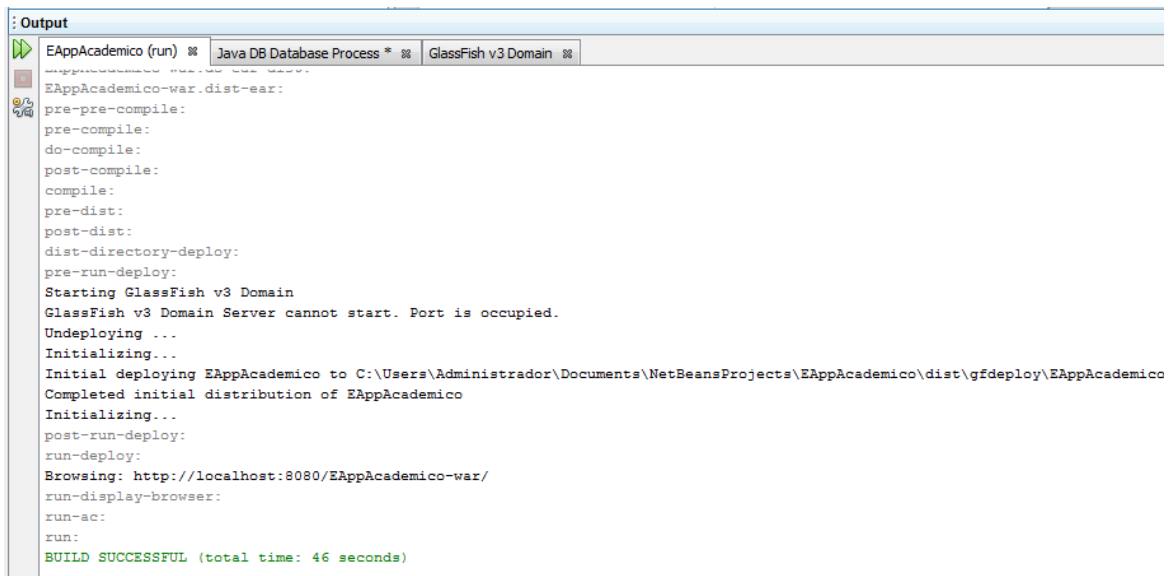 Output
EAppAcademico (run) Java DB Database Process * GlassFish v3 Domain
EAppAcademico-war.dist-ear:
pre-pre-compile:
pre-compile:
do-compile:
post-compile:
compile:
pre-dist:
post-dist:
dist-directory-deploy:
pre-run-deploy:
Starting GlassFish v3 Domain
GlassFish v3 Domain Server cannot start. Port is occupied.
Undeploying ...
Initializing...
Initial deploying EAppAcademico to C:\Users\Administrador\Documents\NetBeansProjects\EAppAcademico\dist\gfdeploy\EAppAcademico
Completed initial distribution of EAppAcademico
Initializing...
post-run-deploy:
run-deploy:
Browsing: http://localhost:8080/EAppAcademico-war/
run-display-browser:
run-ac:
run:
BUILD SUCCESSFUL (total time: 46 seconds)